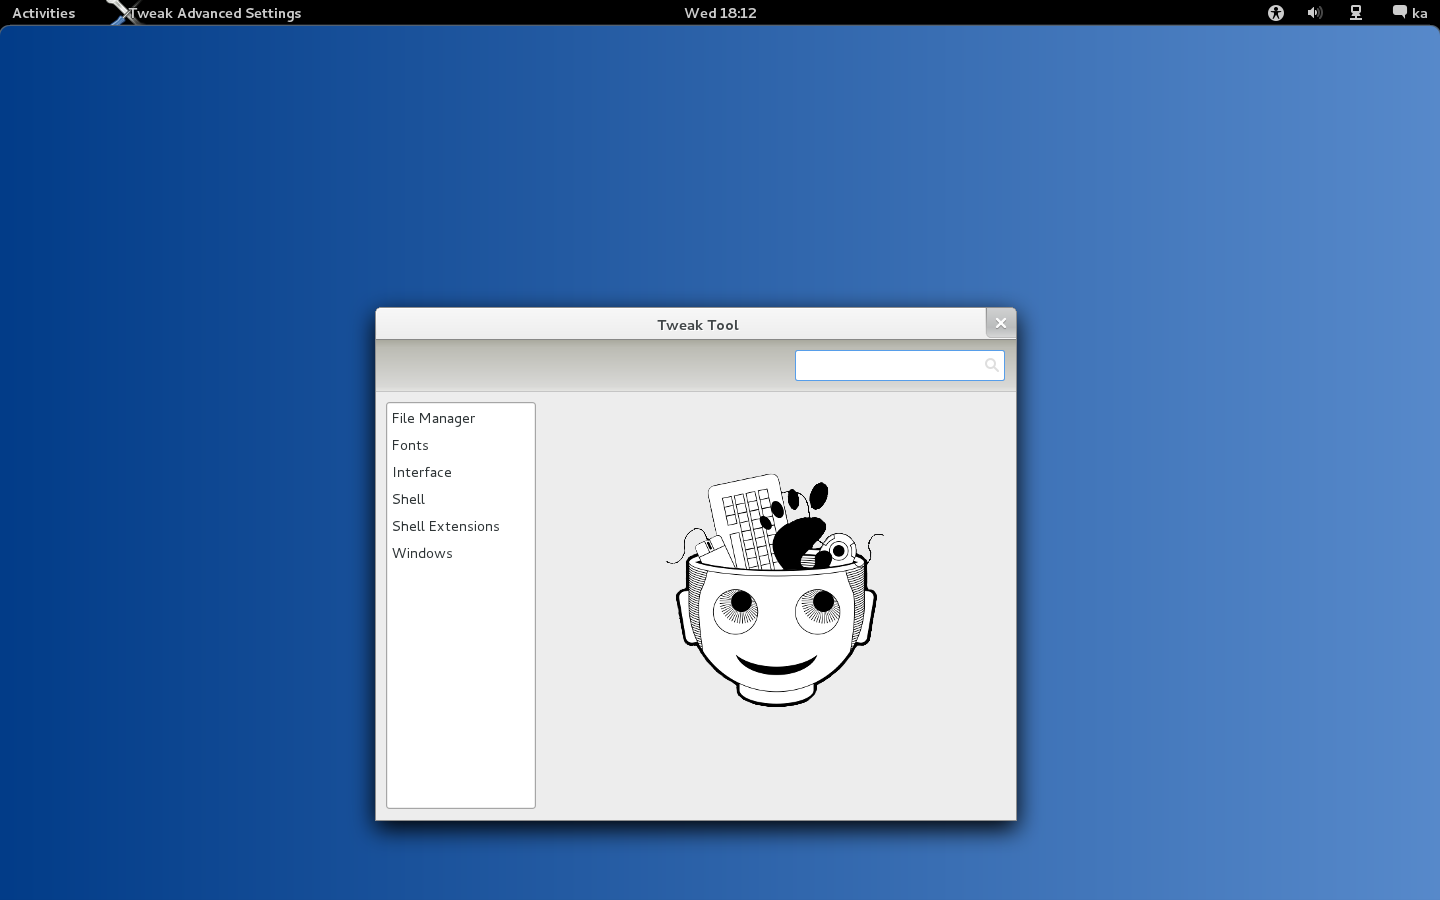 Activities Tweak Advanced Settings Wed 18:12 ka
Tweak Tool
File Manager
Fonts
Interface
Shell
Shell Extensions
Windows